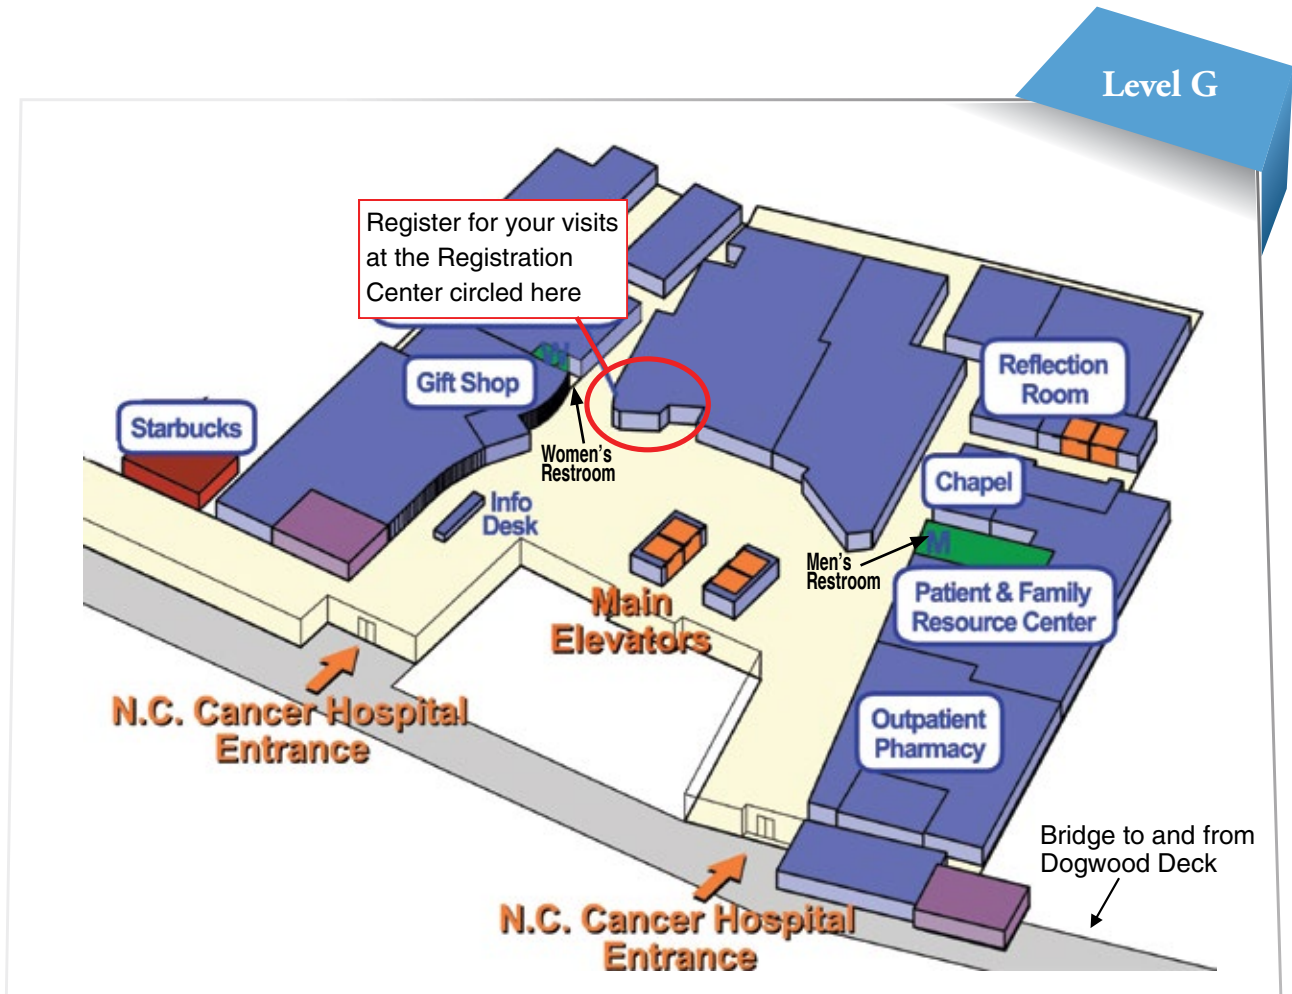 Level G
Register for your visits
at the Registration
Center circled here
W
Gift Shop
Reflection
Room
Starbucks
Women's
Restroom
Chapel
Info
Desk
M
Men's
Restroom
Main
Elevators
Patient & Family
Resource Center
N.C. Cancer Hospital
Entrance
Outpatient
Pharmacy
Bridge to and from
Dogwood Deck
N.C. Cancer Hospital
Entrance